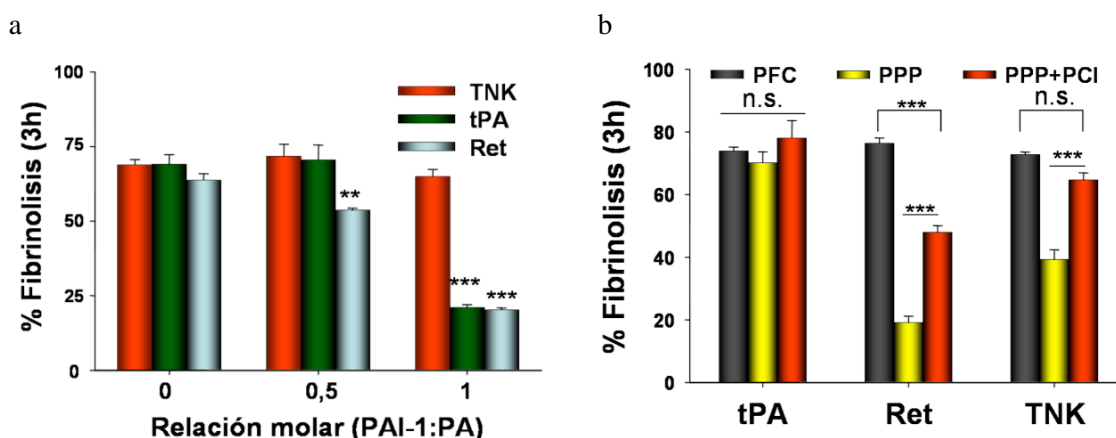 a
% Fibrinolisis (3h)
100
75
50
25
0
TNK
tPA
Ret
**
*** ***
0 0,5 1
Relación molar (PAI-1:PA)
b
% Fibrinolisis (3h)
100
80
60
40
20
0
PFC PPP PPP+PCI
n.s. *** n.s.
*** ***
tPA Ret TNK